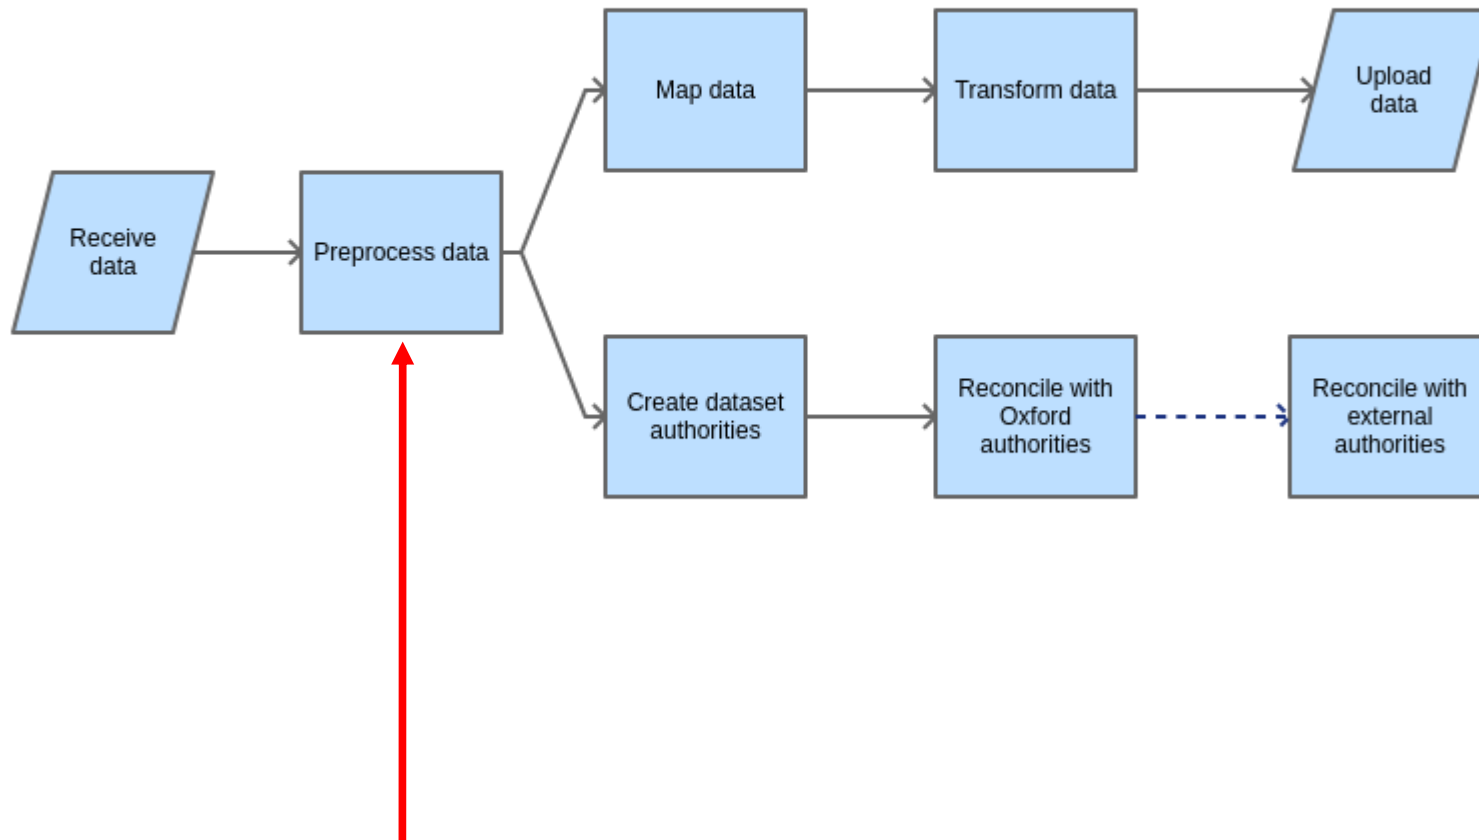 Map data
Transform data
Upload
data
Receive
data
Preprocess data
Create dataset
authorities
Reconcile with
Oxford
authorities
Reconcile with
external
authorities